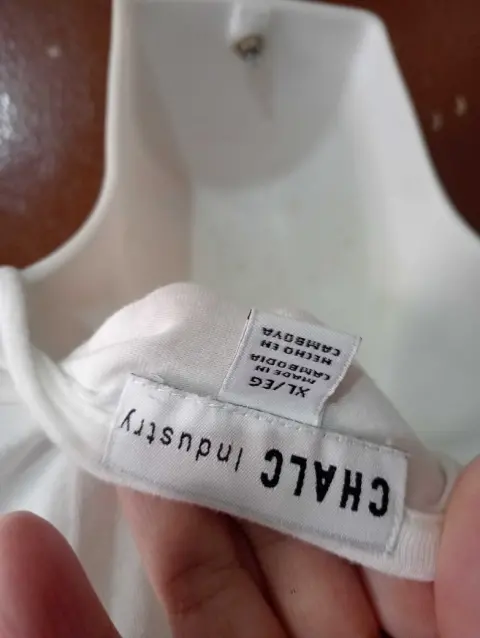 CHALC Industry
XL/EG
MADE IN
CAMBODIA
HECHO EN
CAMBOYA